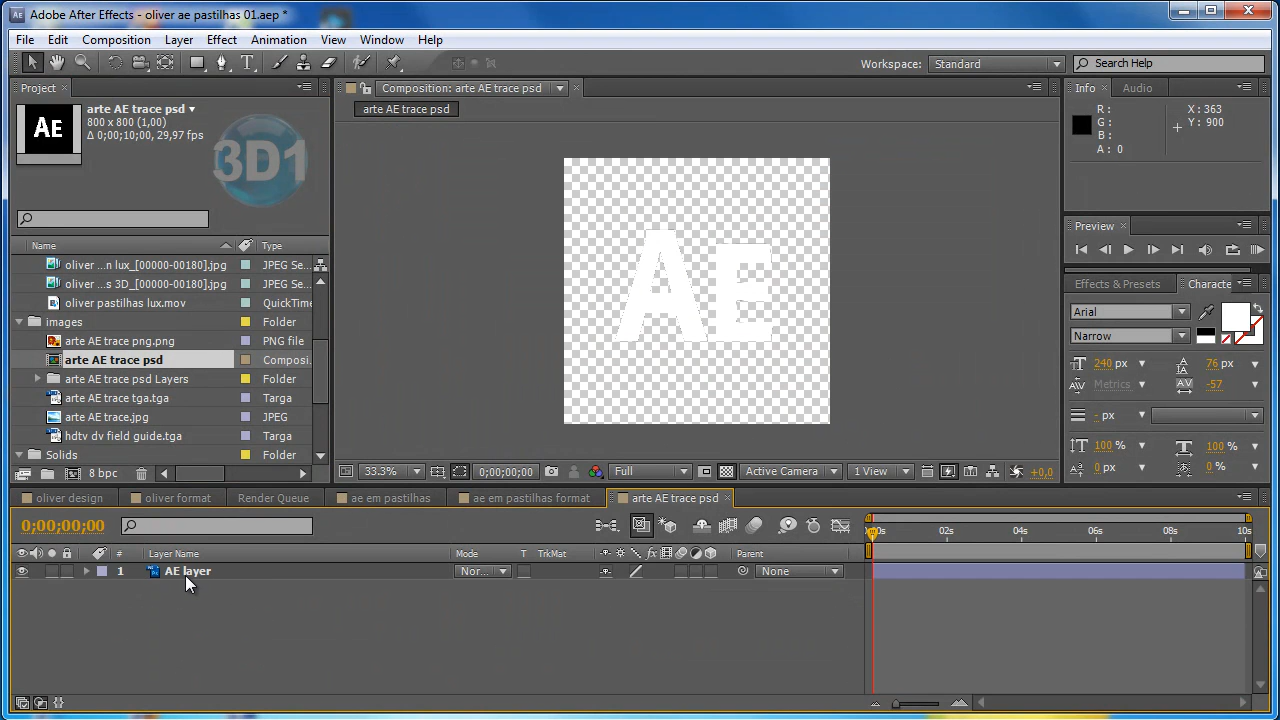 Adobe After Effects - oliver ae pastilhas 01.aep *
File Edit Composition Layer Effect Animation View Window Help
Workspace: Standard Search Help
Project
arte AE trace psd
800 x 800 (1,00)
Δ 0;00;10;00, 29,97 fps
AE
3D1
Name Type
oliver ...n lux_[00000-00180].jpg JPEG Se...
oliver ...s 3D_[00000-00180].jpg JPEG Se...
oliver pastilhas lux.mov QuickTime
images Folder
arte AE trace png.png PNG file
arte AE trace psd Composi...
arte AE trace psd Layers Folder
arte AE trace tga.tga Targa
arte AE trace.jpg JPEG
hdtv dv field guide.tga Targa
Solids Folder
8 bpc
Composition: arte AE trace psd
arte AE trace psd
AE
33.3% 0;00;00;00 Full Active Camera 1 View +0,0
Info Audio
R: X: 363
G: Y: 900
B:
A: 0
Preview
Effects & Presets Characte
Arial
Narrow
240 px 76 px
Metrics -57
- px
100 % 100 %
0 px 0 %
oliver design oliver format Render Queue ae em pastilhas ae em pastilhas format arte AE trace psd
0;00;00;00
02s 04s 06s 08s 10s
# Layer Name Mode T TrkMat Parent
1 AE layer Nor... None